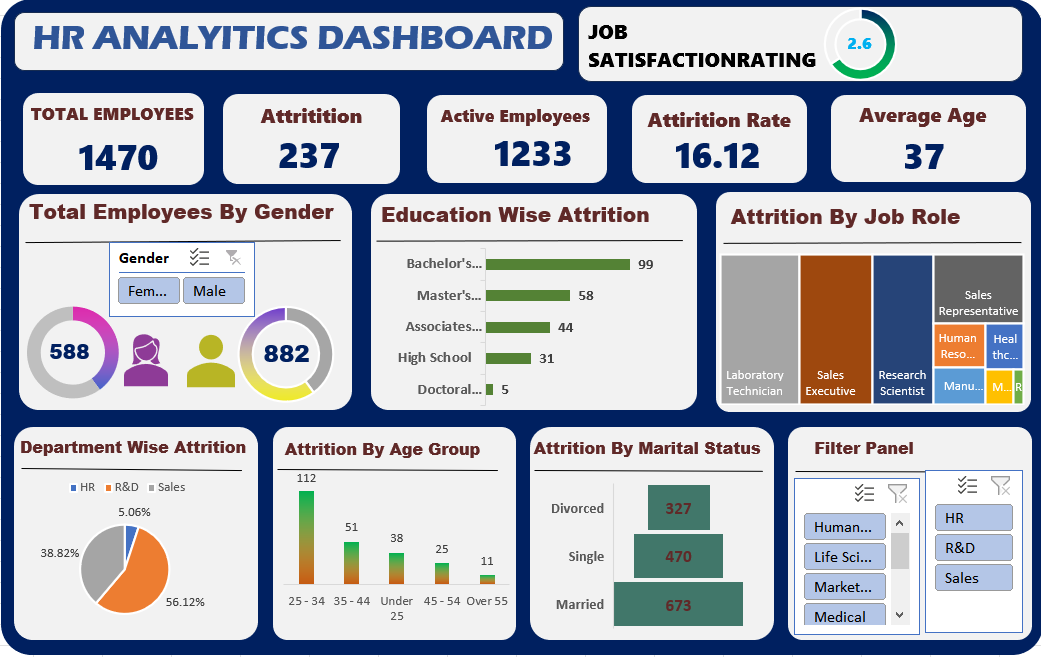 HR ANALYITICS DASHBOARD
JOB
SATISFACTIONRATING
2.6
TOTAL EMPLOYEES
1470
Attritition
237
Active Employees
1233
Attirition Rate
16.12
Average Age
37
Total Employees By Gender
Gender
Fem...
Male
588
882
Education Wise Attrition
Bachelor's...
99
Master's...
58
Associates...
44
High School
31
Doctoral...
5
Attrition By Job Role
Laboratory
Technician
Sales
Executive
Research
Scientist
Sales
Representative
Human
Reso...
Heal
thc...
Manu...
M...
R
Department Wise Attrition
HR
R&D
Sales
5.06%
38.82%
56.12%
Attrition By Age Group
112
51
38
25
11
25 - 34
35 - 44
Under
25
45 - 54
Over 55
Attrition By Marital Status
Divorced
327
Single
470
Married
673
Filter Panel
Human...
Life Sci...
Market...
Medical
HR
R&D
Sales